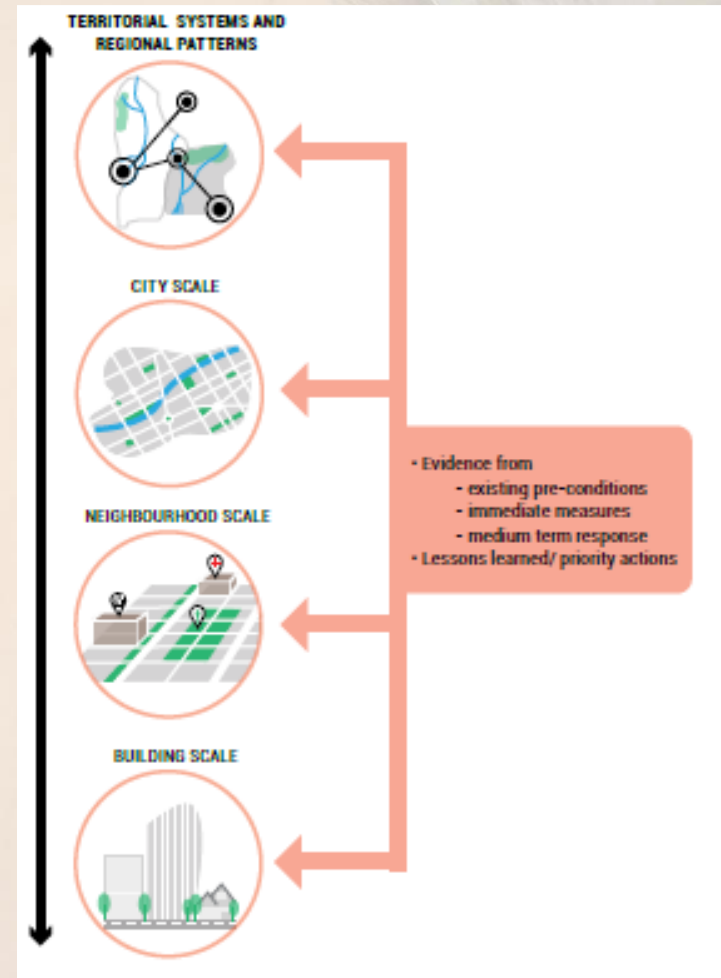 TERRITORIAL SYSTEMS AND
REGIONAL PATTERNS
CITY SCALE
NEIGHBOURHOOD SCALE
BUILDING SCALE
• Evidence from
- existing pre-conditions
- immediate measures
- medium term response
• Lessons learned/ priority actions